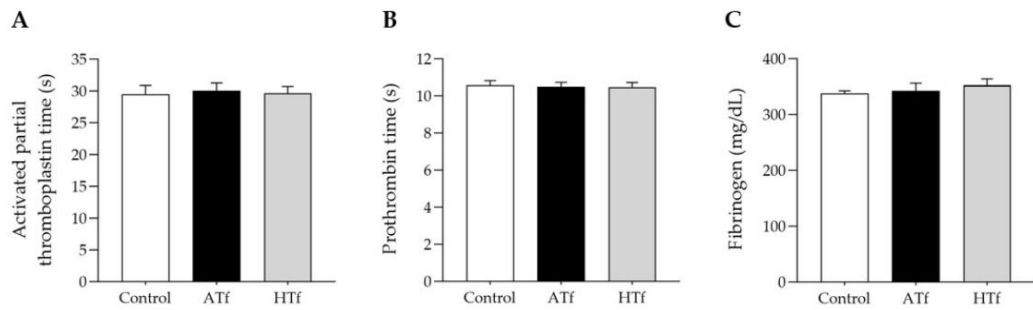 A
Activated partial
thromboplastin time (s)
35
30
25
20
15
10
5
0
Control ATf HTf
B
Prothrombin time (s)
12
10
8
6
4
2
0
Control ATf HTf
C
Fibrinogen (mg/dL)
400
300
200
100
0
Control ATf HTf